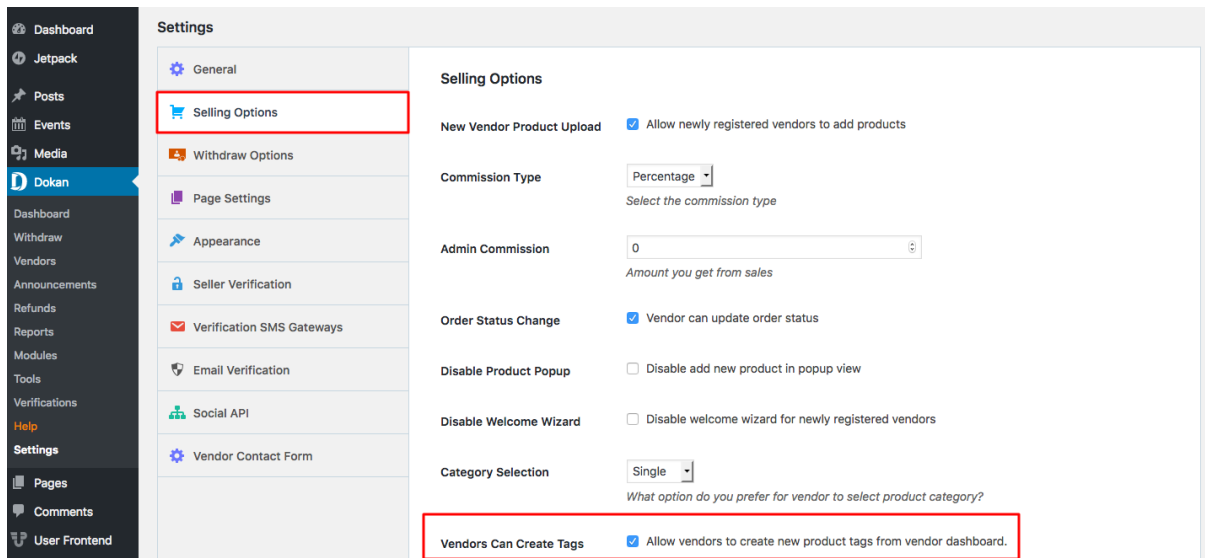 Dashboard
Jetpack
Posts
Events
Media
Dokan
Dashboard
Withdraw
Vendors
Announcements
Refunds
Reports
Modules
Tools
Verifications
Help
Settings
Pages
Comments
User Frontend
Settings
General
Selling Options
Withdraw Options
Page Settings
Appearance
Seller Verification
Verification SMS Gateways
Email Verification
Social API
Vendor Contact Form
Selling Options
New Vendor Product Upload Allow newly registered vendors to add products
Commission Type Percentage
Select the commission type
Admin Commission 0
Amount you get from sales
Order Status Change Vendor can update order status
Disable Product Popup Disable add new product in popup view
Disable Welcome Wizard Disable welcome wizard for newly registered vendors
Category Selection Single
What option do you prefer for vendor to select product category?
Vendors Can Create Tags Allow vendors to create new product tags from vendor dashboard.